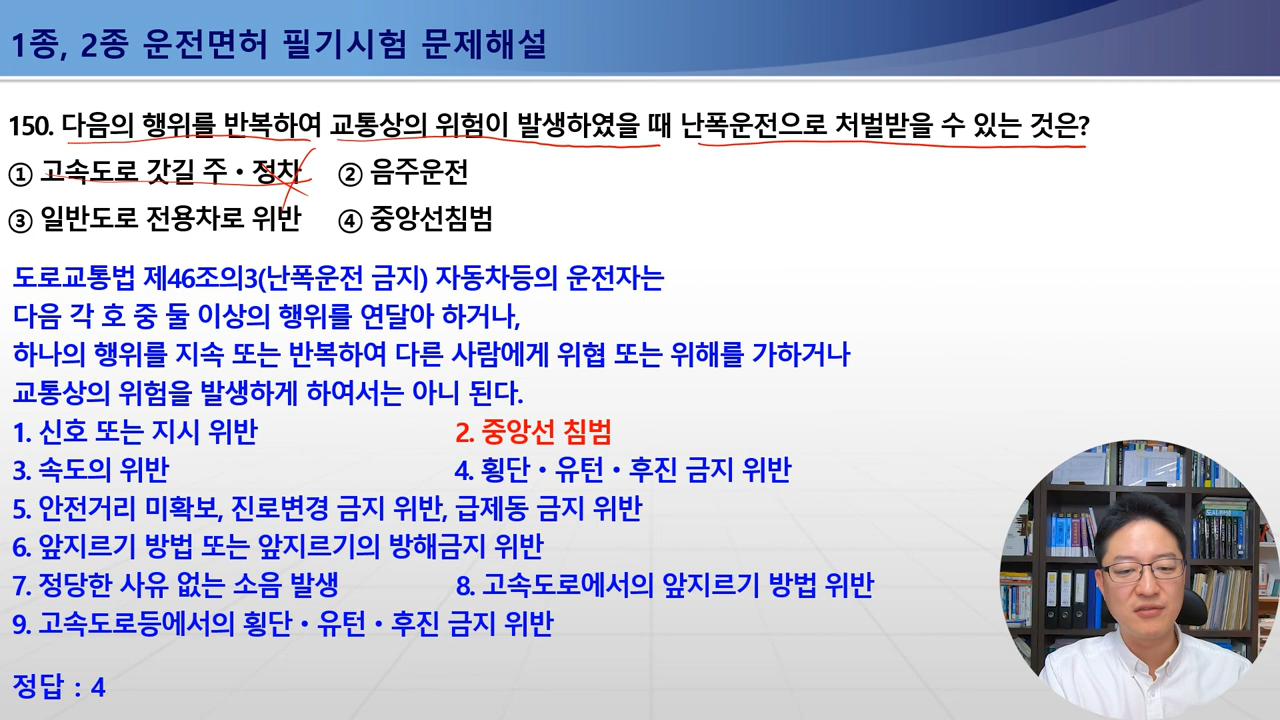 1종, 2종 운전면허 필기시험 문제해설
150. 다음의 행위를 반복하여 교통상의 위험이 발생하였을 때 난폭운전으로 처벌받을 수 있는 것은?
① 고속도로 갓길 주・정차 ② 음주운전
③ 일반도로 전용차로 위반 ④ 중앙선침범
도로교통법 제46조의3(난폭운전 금지) 자동차등의 운전자는
다음 각 호 중 둘 이상의 행위를 연달아 하거나,
하나의 행위를 지속 또는 반복하여 다른 사람에게 위협 또는 위해를 가하거나
교통상의 위험을 발생하게 하여서는 아니 된다.
1. 신호 또는 지시 위반 2. 중앙선 침범
3. 속도의 위반 4. 횡단・유턴・후진 금지 위반
5. 안전거리 미확보, 진로변경 금지 위반, 급제동 금지 위반
6. 앞지르기 방법 또는 앞지르기의 방해금지 위반
7. 정당한 사유 없는 소음 발생 8. 고속도로에서의 앞지르기 방법 위반
9. 고속도로등에서의 횡단・유턴・후진 금지 위반
정답 : 4